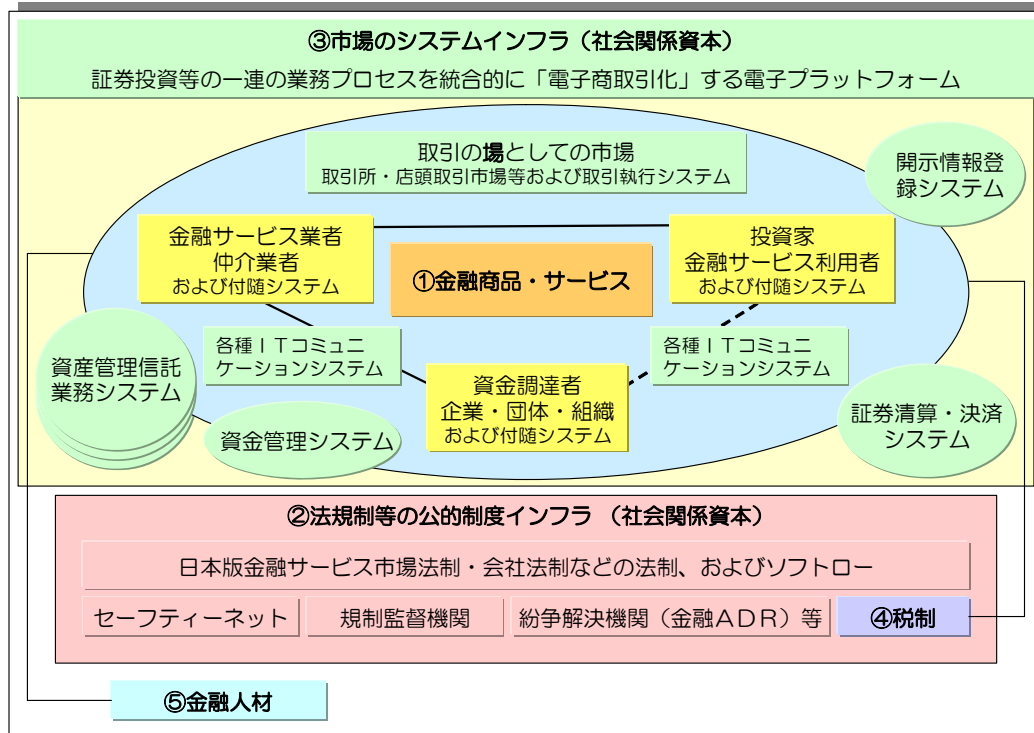 ③市場のシステムインフラ（社会関係資本）
証券投資等の一連の業務プロセスを統合的に「電子商取引化」する電子プラットフォーム
取引の場としての市場
取引所・店頭取引市場等および取引執行システム
開示情報登
録システム
金融サービス業者
仲介業者
および付随システム
①金融商品・サービス
投資家
金融サービス利用者
および付随システム
各種ＩＴコミュニ
ケーションシステム
各種ＩＴコミュニ
ケーションシステム
資産管理信託
業務システム
資金調達者
企業・団体・組織
および付随システム
資金管理システム
証券清算・決済
システム
②法規制等の公的制度インフラ （社会関係資本）
日本版金融サービス市場法制・会社法制などの法制、およびソフトロー
セーフティーネット
規制監督機関
紛争解決機関（金融ＡＤＲ）等
④税制
⑤金融人材